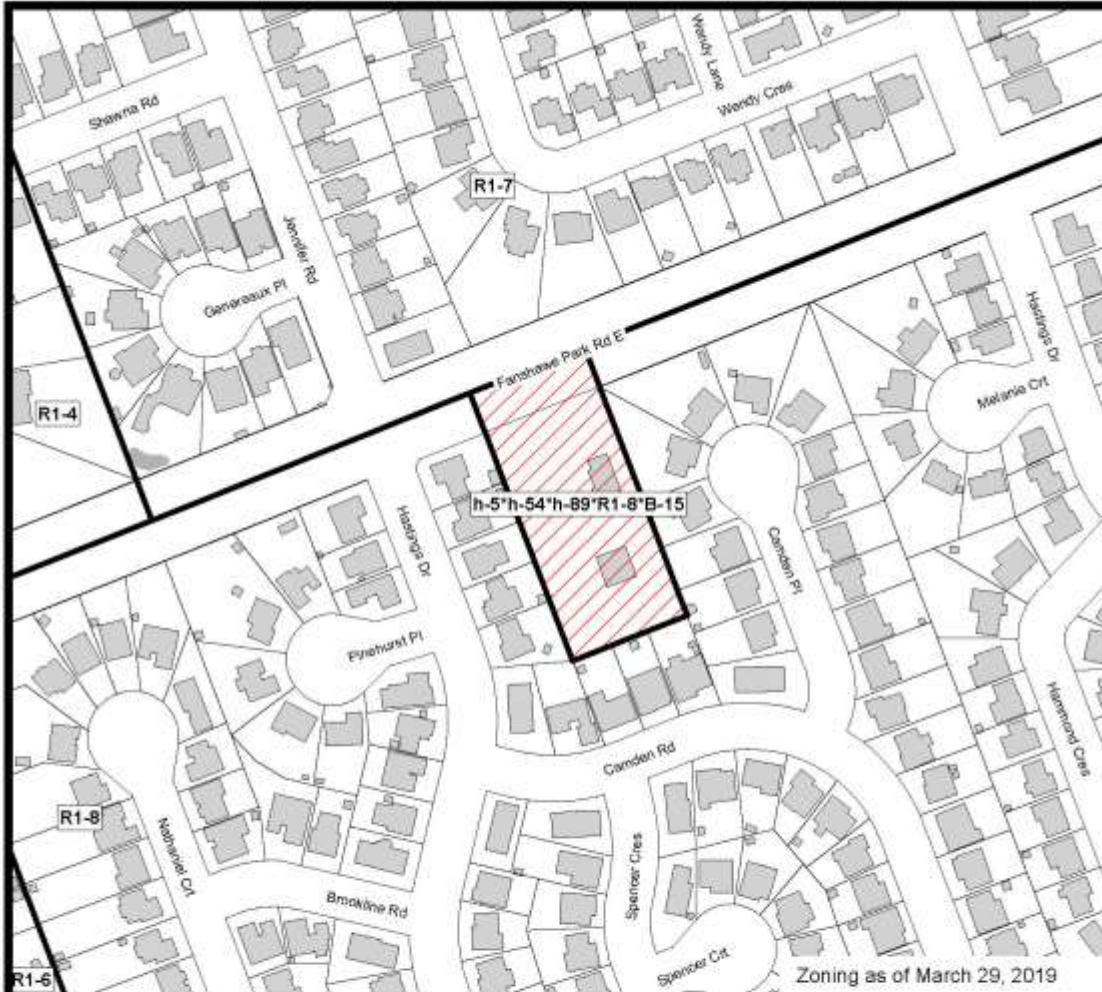 Wendy Lane
Wendy Cres
Shawna Rd
R1-7
Jennifer Rd
Genereaux Pl
Hastings Dr
Fanshawe Park Rd E
Melanie Crt
R1-4
h-5*h-54*h-89*R1-8*B-15
Hastings Dr
Camden Pl
Pinehurst Pl
Hammond Cres
Camden Rd
R1-8
Nathaniel Crt
Spencer Cres
Brookline Rd
Spencer Crt
R1-6
Zoning as of March 29, 2019